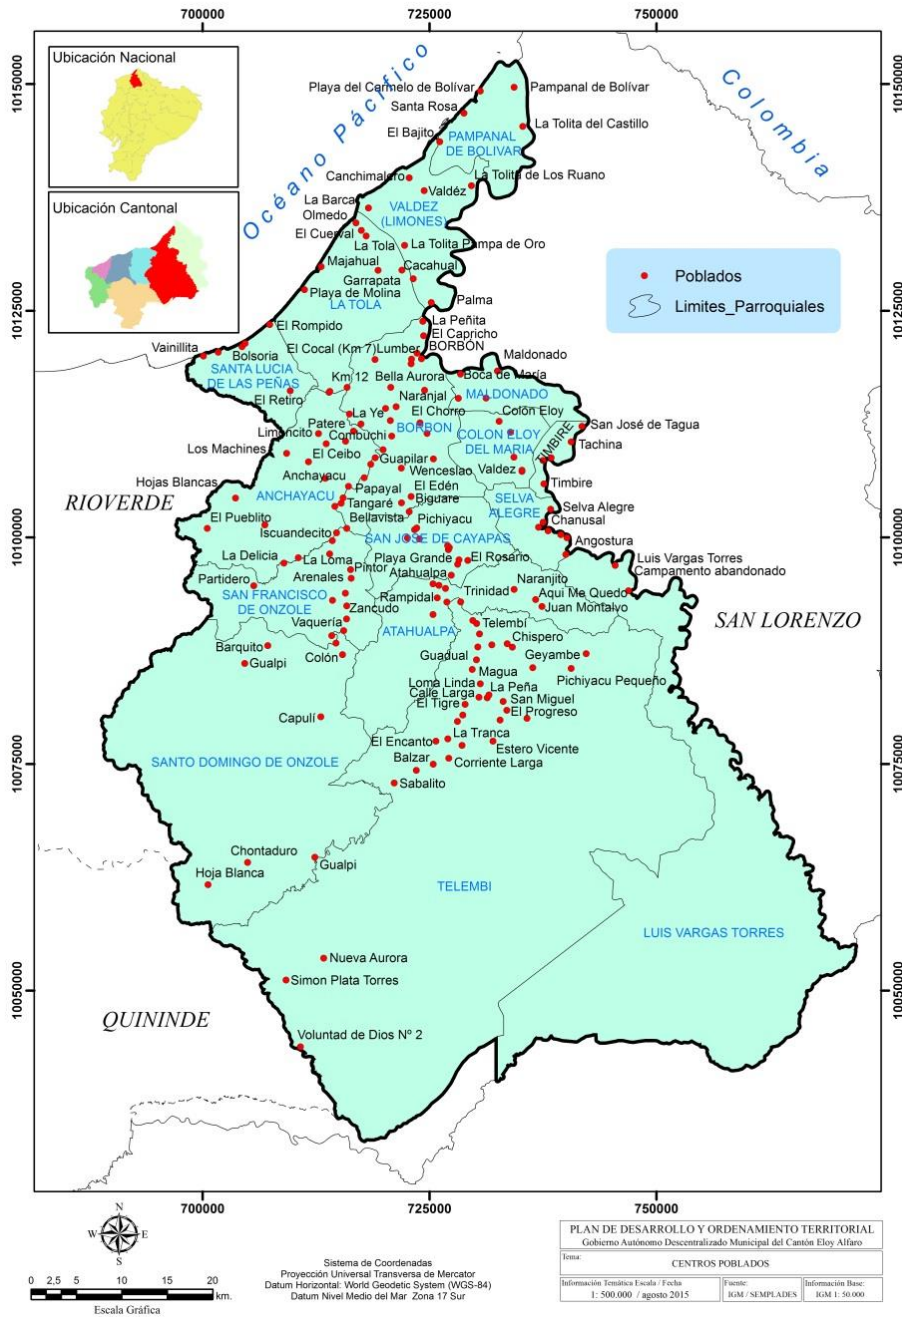 700000
725000
750000
Ubicación Nacional
Ubicación Cantonal
Océano Pácifico
Colombia
10150000
10150000
10125000
10125000
10100000
10100000
10075000
10075000
10050000
10050000
Poblados
Limites_Parroquiales
Playa del Carmelo de Bolívar
Pampanal de Bolívar
Santa Rosa
La Tolita del Castillo
El Bajito
PAMPANAL
DE BOLIVAR
Canchimalero
La Tolita de Los Ruano
Valdéz
La Barca
VALDEZ
(LIMONES)
Olmedo
El Cuerval
La Tola
La Tolita Pampa de Oro
Majahual
Cacahual
Garrapata
Playa de Molina
LA TOLA
Palma
El Rompido
La Peñita
El Capricho
Vainillita
Bolsoria
El Cocal (Km 7)
Lumber
BORBÓN
Maldonado
SANTA LUCIA
DE LAS PEÑAS
Km 12
Bella Aurora
Boca de María
El Retiro
Naranjal
MALDONADO
La Ye
El Chorro
Colón Eloy
Patere
BORBON
San José de Tagua
Limoncito
Combuchi
COLON ELOY
DEL MARIA
TIMBIRE
Tachina
Los Machines
El Ceibo
Guapilar
Hojas Blancas
Anchayacu
Wenceslao
Valdez
RIOVERDE
ANCHAYACU
Papayal
El Edén
Timbire
Tangaré
Biguare
SELVA
ALEGRE
El Pueblito
Bellavista
Pichiyacu
Selva Alegre
Chanusal
Iscuandecito
SAN JOSE DE CAYAPAS
Angostura
La Delicia
La Loma
Playa Grande
El Rosario
Luis Vargas Torres
Pintor
Campamento abandonado
Partidero
Arenales
Atahualpa
Naranjito
SAN FRANCISCO
DE ONZOLE
Rampidal
Trinidad
Aqui Me Quedo
Zancudo
Juan Montalvo
SAN LORENZO
Vaquería
ATAHUALPA
Telembí
Barquito
Chispero
Gualpi
Colón
Guadual
Geyambe
Magua
Pichiyacu Pequeño
Loma Linda
La Peña
Calle Larga
San Miguel
Capulí
El Tigre
El Progreso
La Tranca
El Encanto
Estero Vicente
SANTO DOMINGO DE ONZOLE
Balzar
Corriente Larga
Sabalito
Chontaduro
Gualpi
Hoja Blanca
TELEMBI
LUIS VARGAS TORRES
Nueva Aurora
Simon Plata Torres
QUININDE
Voluntad de Dios Nº 2
700000
725000
750000
N
W
E
S
0 2,5 5 10 15 20
km.
Escala Gráfica
Sistema de Coordenadas
Proyección Universal Transversa de Mercator
Datum Horizontal: World Geodetic System (WGS-84)
Datum Nivel Medio del Mar Zona 17 Sur
PLAN DE DESARROLLO Y ORDENAMIENTO TERRITORIAL
Gobierno Autónomo Descentralizado Municipal del Cantón Eloy Alfaro
Tema:
CENTROS POBLADOS
Información Temática Escala / Fecha
1: 500.000 / agosto 2015
Fuente:
IGM / SEMPLADES
Información Base:
IGM 1: 50.000